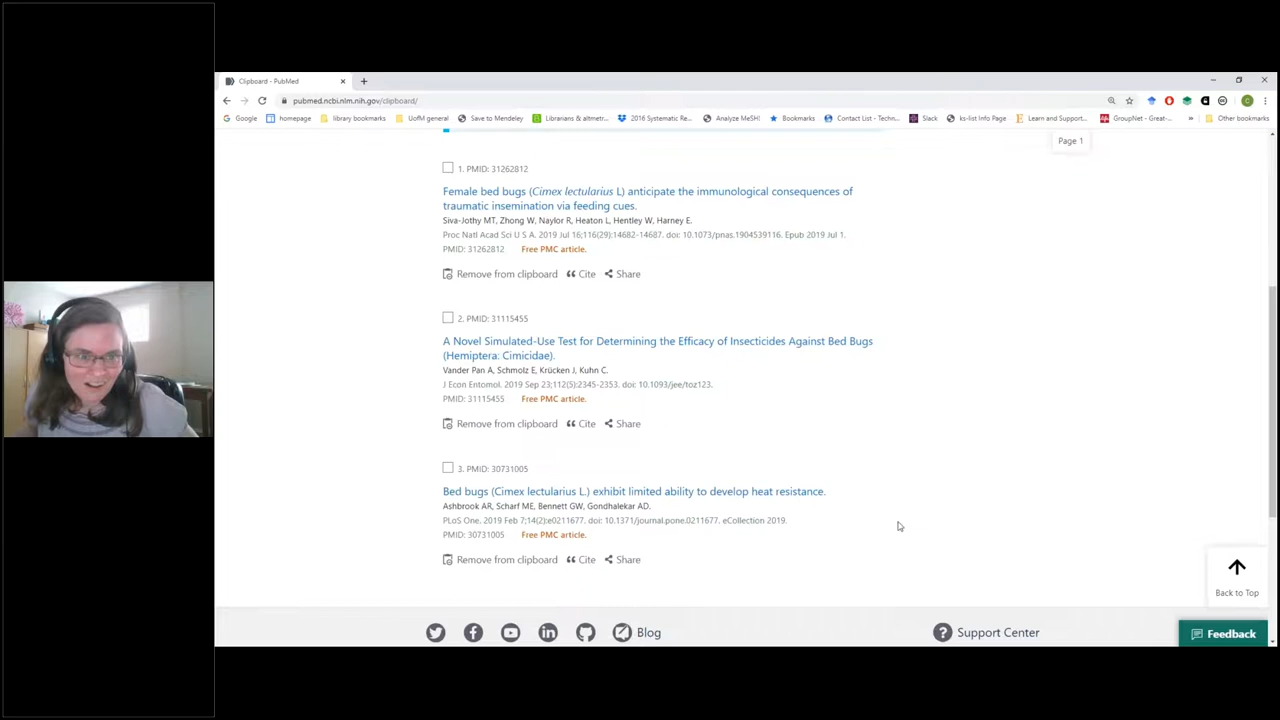 Clipboard - PubMed
pubmed.ncbi.nlm.nih.gov/clipboard/
Google homepage library bookmarks UofM general Save to Mendeley Librarians & altmetr... 2016 Systematic Re... Analyze MeSH! Bookmarks Contact List - Techn... Slack ks-list Info Page Learn and Support... GroupNet - Great-... » Other bookmarks
Page 1
1. PMID: 31262812
Female bed bugs (Cimex lectularius L) anticipate the immunological consequences of
traumatic insemination via feeding cues.
Siva-Jothy MT, Zhong W, Naylor R, Heaton L, Hentley W, Harney E.
Proc Natl Acad Sci U S A. 2019 Jul 16;116(29):14682-14687. doi: 10.1073/pnas.1904539116. Epub 2019 Jul 1.
PMID: 31262812 Free PMC article.
Remove from clipboard Cite Share
2. PMID: 31115455
A Novel Simulated-Use Test for Determining the Efficacy of Insecticides Against Bed Bugs
(Hemiptera: Cimicidae).
Vander Pan A, Schmolz E, Krücken J, Kuhn C.
J Econ Entomol. 2019 Sep 23;112(5):2345-2353. doi: 10.1093/jee/toz123.
PMID: 31115455 Free PMC article.
Remove from clipboard Cite Share
3. PMID: 30731005
Bed bugs (Cimex lectularius L.) exhibit limited ability to develop heat resistance.
Ashbrook AR, Scharf ME, Bennett GW, Gondhalekar AD.
PLoS One. 2019 Feb 7;14(2):e0211677. doi: 10.1371/journal.pone.0211677. eCollection 2019.
PMID: 30731005 Free PMC article.
Remove from clipboard Cite Share
Back to Top
Blog Support Center
Feedback